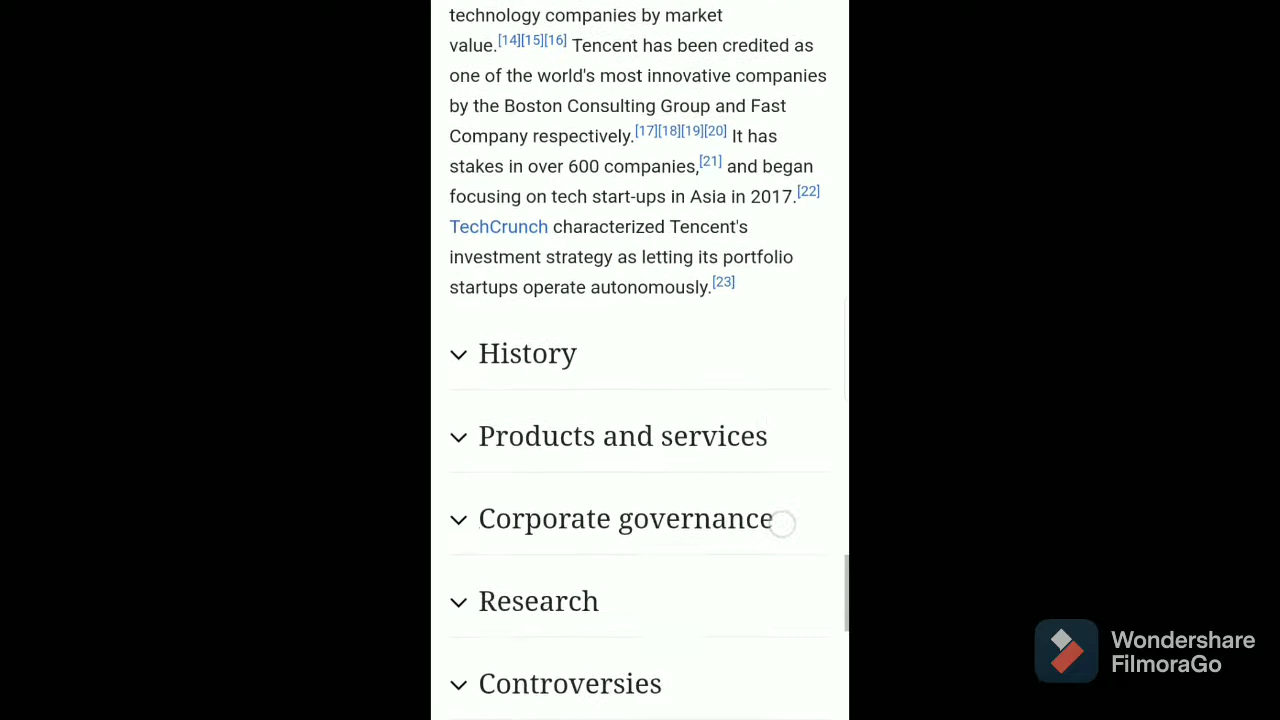 technology companies by market
value.[14][15][16] Tencent has been credited as
one of the world's most innovative companies
by the Boston Consulting Group and Fast
Company respectively.[17][18][19][20] It has
stakes in over 600 companies,[21] and began
focusing on tech start-ups in Asia in 2017.[22]
TechCrunch characterized Tencent's
investment strategy as letting its portfolio
startups operate autonomously.[23]
History
Products and services
Corporate governance
Research
Controversies
Wondershare
FilmoraGo